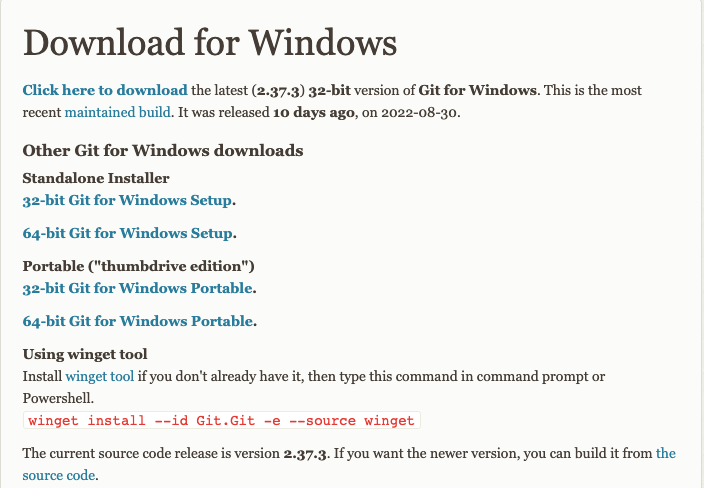 Download for Windows
Click here to download the latest (2.37.3) 32-bit version of Git for Windows. This is the most
recent maintained build. It was released 10 days ago, on 2022-08-30.
Other Git for Windows downloads
Standalone Installer
32-bit Git for Windows Setup.
64-bit Git for Windows Setup.
Portable ("thumbdrive edition")
32-bit Git for Windows Portable.
64-bit Git for Windows Portable.
Using winget tool
Install winget tool if you don't already have it, then type this command in command prompt or
Powershell.
winget install --id Git.Git -e --source winget
The current source code release is version 2.37.3. If you want the newer version, you can build it from the
source code.